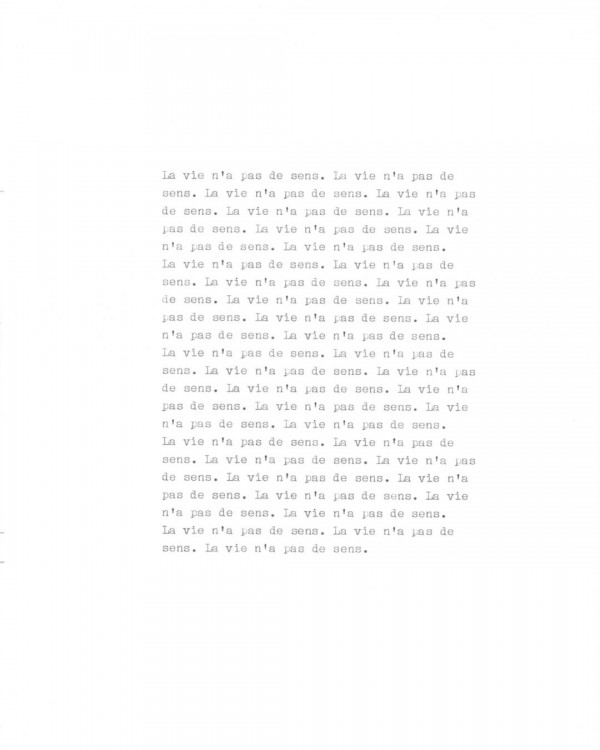 La vie n'a pas de sens. La vie n'a pas de
sens. La vie n'a pas de sens. La vie n'a pas
de sens. La vie n'a pas de sens. La vie n'a
pas de sens. La vie n'a pas de sens. La vie
n'a pas de sens. La vie n'a pas de sens.
La vie n'a pas de sens. La vie n'a pas de
sens. La vie n'a pas de sens. La vie n'a pas
de sens. La vie n'a pas de sens. La vie n'a
pas de sens. La vie n'a pas de sens. La vie
n'a pas de sens. La vie n'a pas de sens.
La vie n'a pas de sens. La vie n'a pas de
sens. La vie n'a pas de sens. La vie n'a pas
de sens. La vie n'a pas de sens. La vie n'a
pas de sens. La vie n'a pas de sens. La vie
n'a pas de sens. La vie n'a pas de sens.
La vie n'a pas de sens. La vie n'a pas de
sens. La vie n'a pas de sens. La vie n'a pas
de sens. La vie n'a pas de sens. La vie n'a
pas de sens. La vie n'a pas de sens. La vie
n'a pas de sens. La vie n'a pas de sens.
La vie n'a pas de sens. La vie n'a pas de
sens. La vie n'a pas de sens.